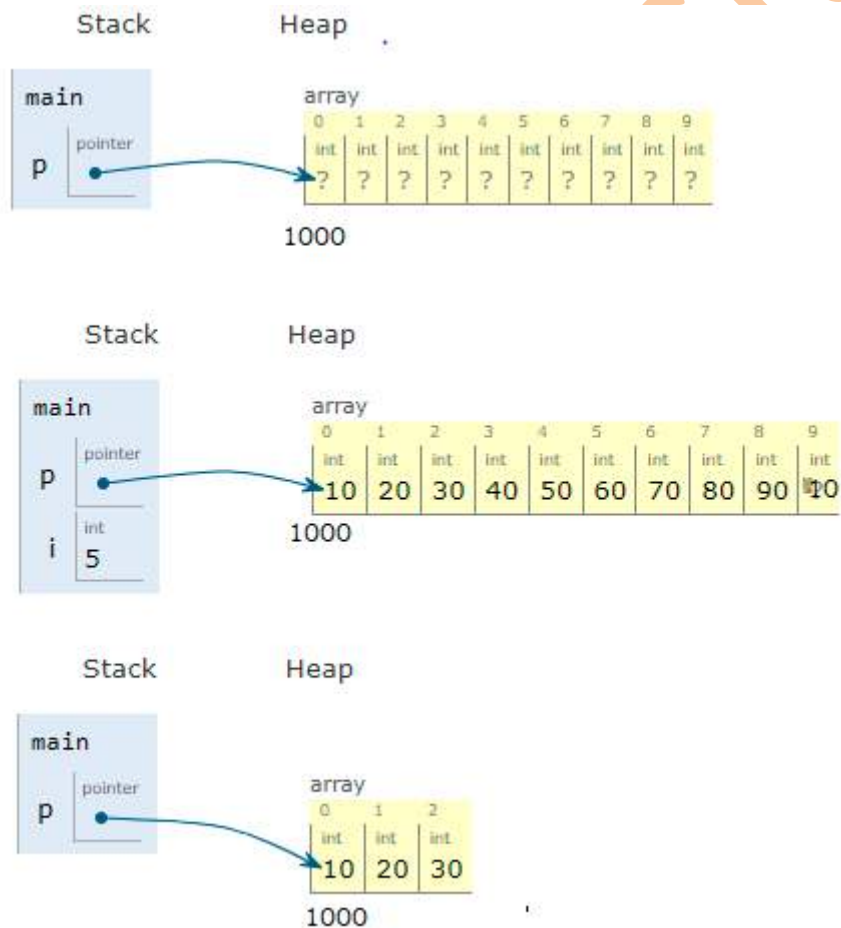 Stack Heap
main
array
0 1 2 3 4 5 6 7 8 9
pointer
int int int int int int int int int int
p
? ? ? ? ? ? ? ? ? ?
1000
Stack Heap
main
array
0 1 2 3 4 5 6 7 8 9
pointer
int int int int int int int int int int
p
10 20 30 40 50 60 70 80 90
1000
int
i
5
Stack Heap
main
array
pointer
0 1 2
p
int int int
10 20 30
1000